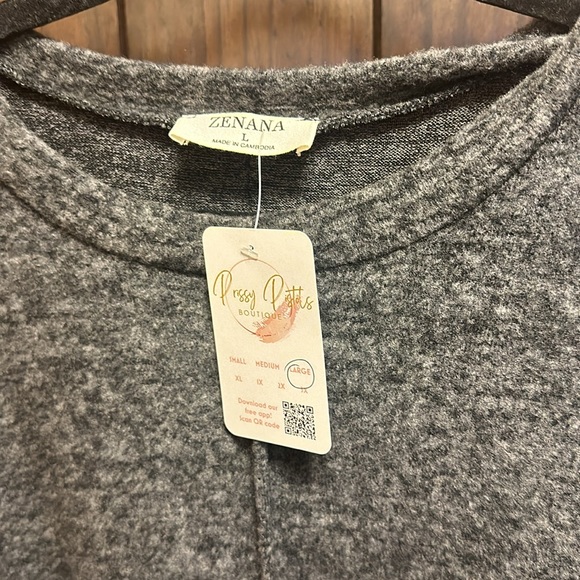 ZENANA
L
MADE IN CAMBODIA
Prissy Pistols
BOUTIQUE
SMALL MEDIUM LARGE
XL 1X 2X 3X
Download our
free app!
Scan QR code